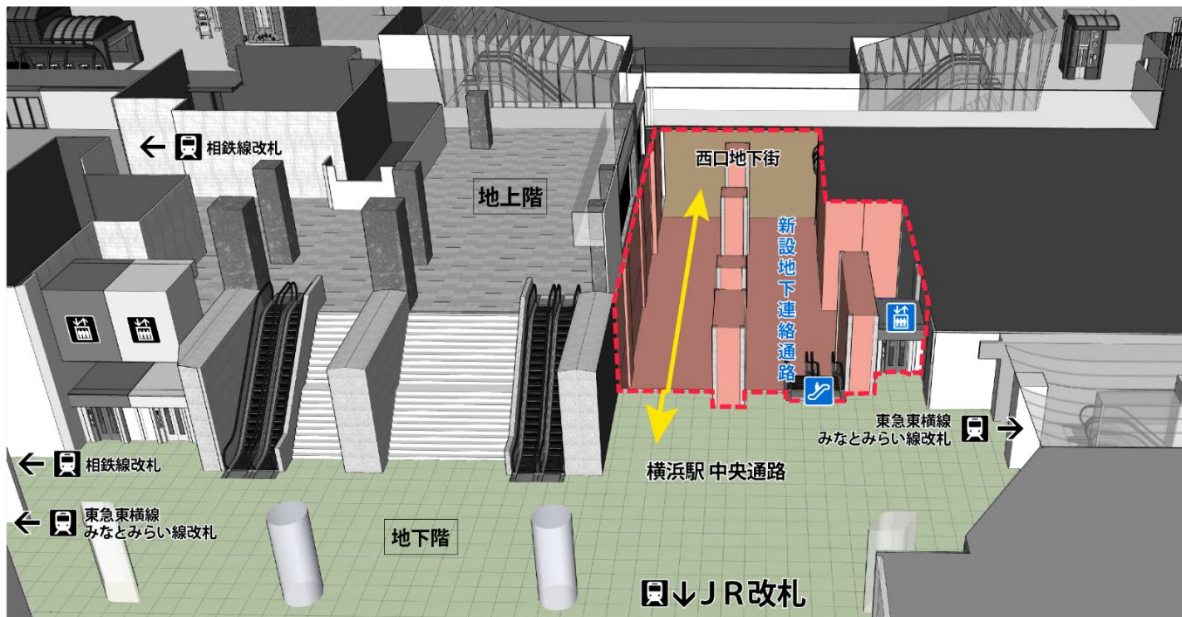 ← 相鉄線改札
地上階
西口地下街
新設地下連絡通路
東急東横線
みなとみらい線改札 →
横浜駅 中央通路
← 相鉄線改札
← 東急東横線
みなとみらい線改札
地下階
↓JR改札